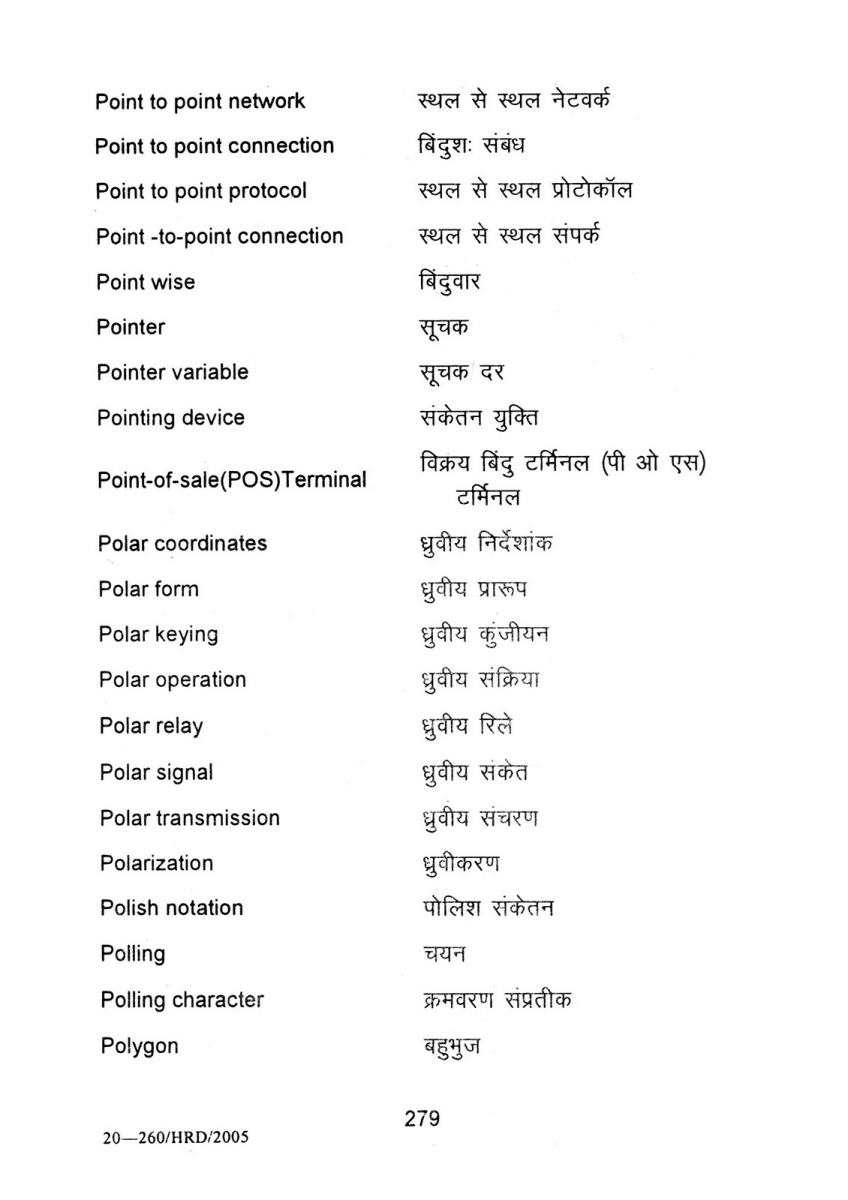 Point to point network स्थल से स्थल नेटवर्क
Point to point connection बिंदुशः संबंध
Point to point protocol स्थल से स्थल प्रोटोकॉल
Point -to-point connection स्थल से स्थल संपर्क
Point wise बिंदुवार
Pointer सूचक
Pointer variable सूचक दर
Pointing device संकेतन युक्ति
Point-of-sale(POS)Terminal विक्रय बिंदु टर्मिनल (पी ओ एस)
टर्मिनल
Polar coordinates ध्रुवीय निर्देशांक
Polar form ध्रुवीय प्रारूप
Polar keying ध्रुवीय कुंजीयन
Polar operation ध्रुवीय संक्रिया
Polar relay ध्रुवीय रिले
Polar signal ध्रुवीय संकेत
Polar transmission ध्रुवीय संचरण
Polarization ध्रुवीकरण
Polish notation पोलिश संकेतन
Polling चयन
Polling character क्रमवरण संप्रतीक
Polygon बहुभुज
279
20—260/HRD/2005